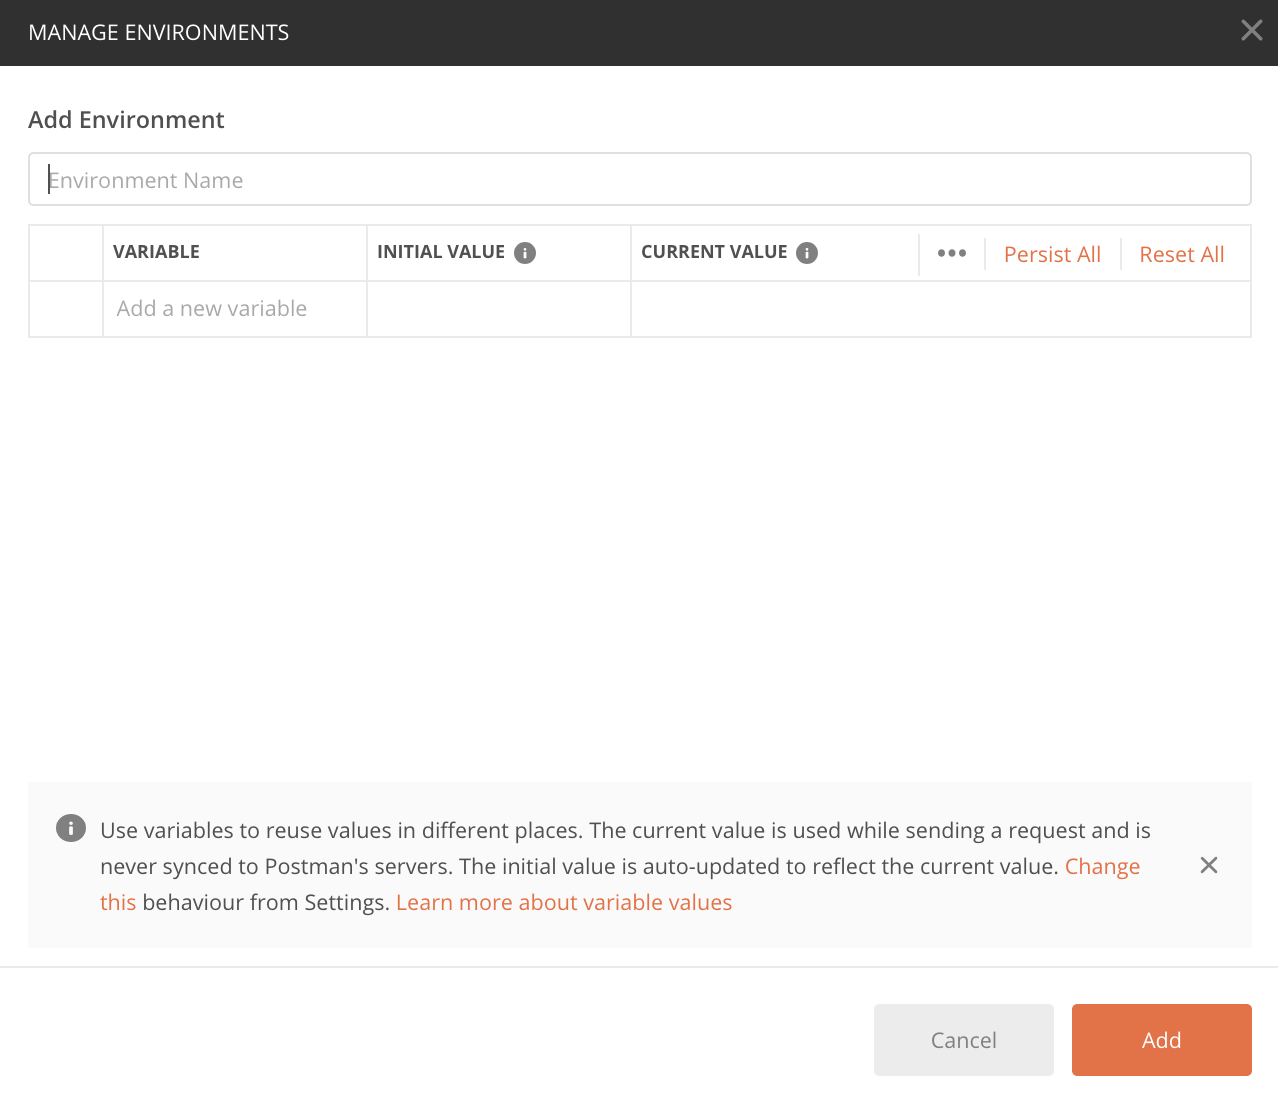 MANAGE ENVIRONMENTS
Add Environment
Environment Name
VARIABLE INITIAL VALUE CURRENT VALUE Persist All Reset All
Add a new variable
Use variables to reuse values in different places. The current value is used while sending a request and is
never synced to Postman's servers. The initial value is auto-updated to reflect the current value. Change
this behaviour from Settings. Learn more about variable values
Cancel Add